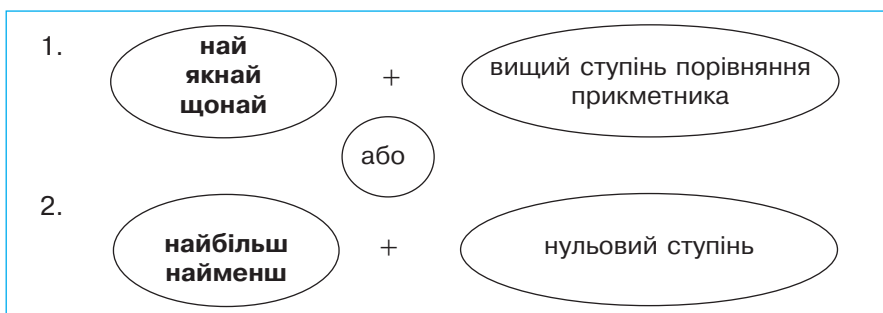 1.
най
якнай
щонай
+
вищий ступінь порівняння
прикметника
або
2.
найбільш
найменш
+
нульовий ступінь